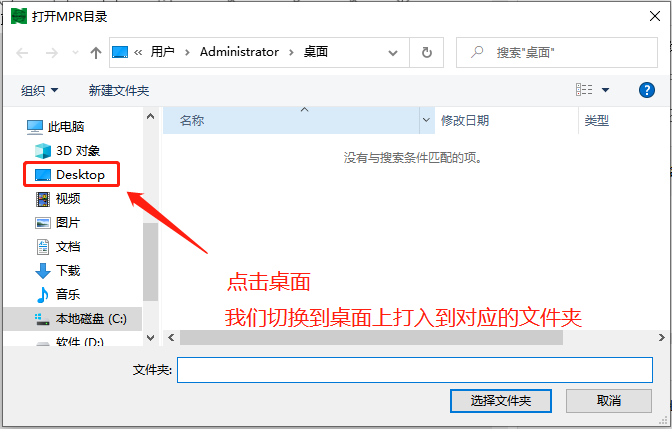 打开MPR目录
« 用户 > Administrator > 桌面
搜索"桌面"
组织 新建文件夹
?
名称 修改日期 类型
没有与搜索条件匹配的项。
此电脑
3D 对象
Desktop
视频
图片
文档
下载
音乐
本地磁盘 (C:)
软件 (D:)
点击桌面
我们切换到桌面上打入到对应的文件夹
文件夹:
选择文件夹 取消